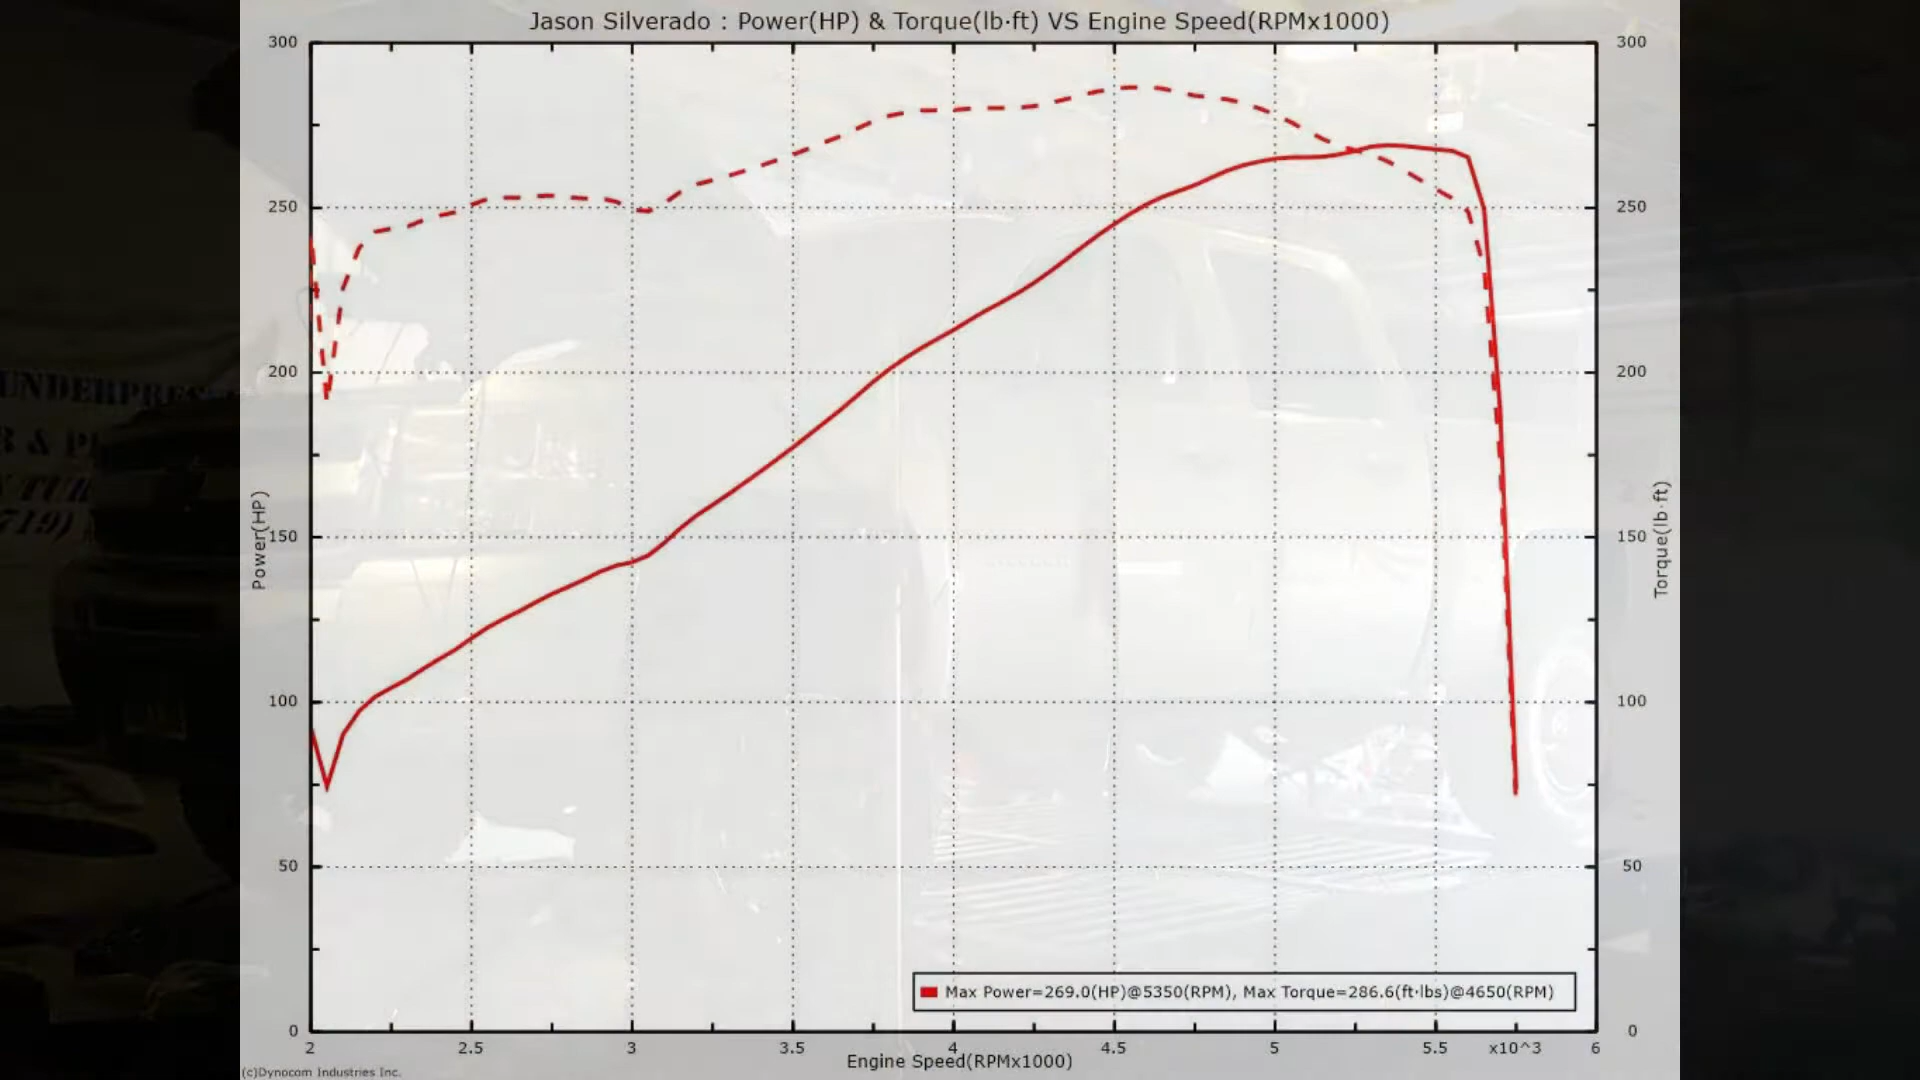 Jason Silverado : Power(HP) & Torque(lb·ft) VS Engine Speed(RPMx1000)
300
300
250
250
200
200
UNDERPRES
& P
719)
Power(HP)
Torque(lb·ft)
150
150
100
100
50
50
Max Power=269.0(HP)@5350(RPM), Max Torque=286.6(ft·lbs)@4650(RPM)
0
0
2
2.5
3
3.5
4
4.5
5
5.5
x10^3
6
Engine Speed(RPMx1000)
(c)Dynocom Industries Inc.